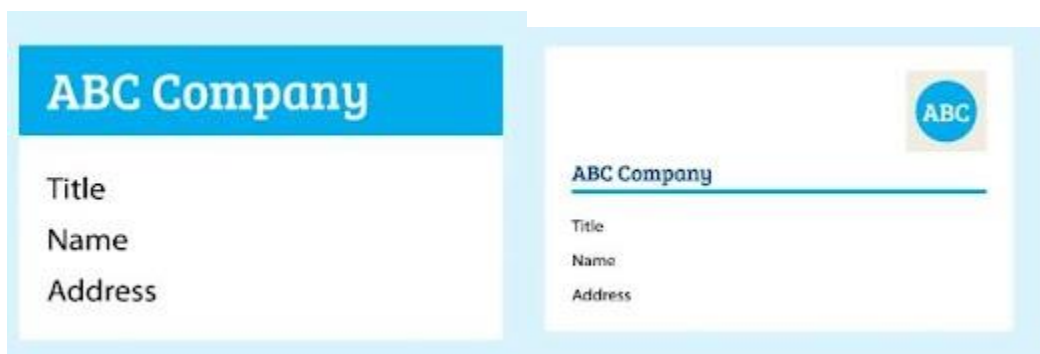 ABC Company
Title
Name
Address
ABC
ABC Company
Title
Name
Address